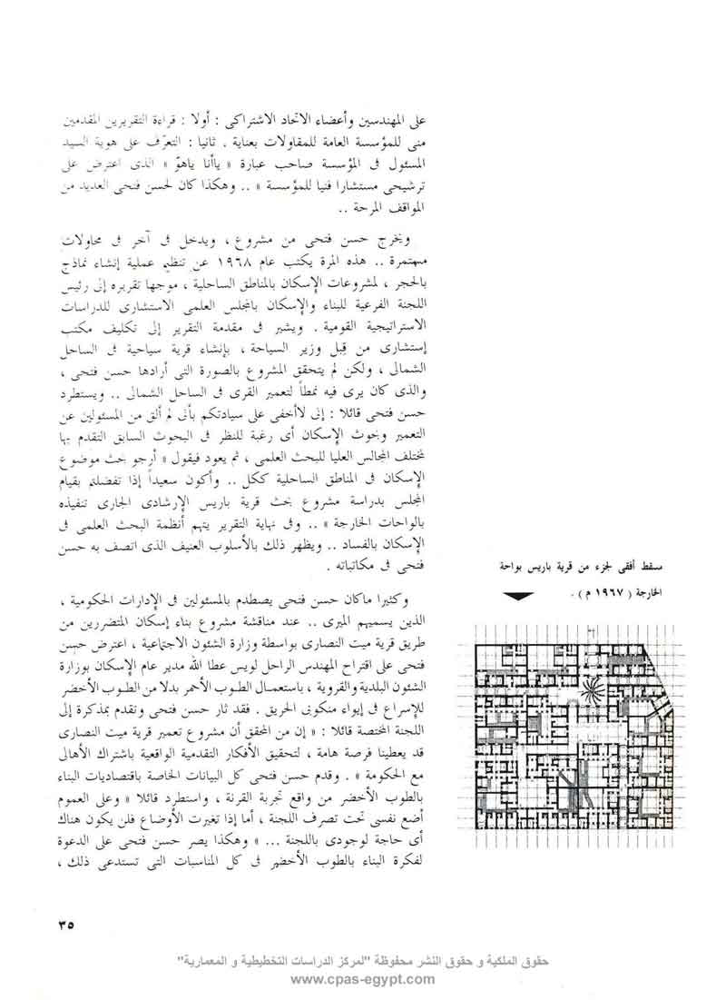 على المهندسين وأعضاء الاتحاد الاشتراكى : أولا : قراءة التقريرين المقدمين
منى للمؤسسة العامة للمقاولات بعناية . ثانيا : التعرّف على هوية السيد
المسئول فى المؤسسة صاحب عبارة « ياأنا ياهوّ » الذى اعترض على
ترشيحى مستشارا فنيا للمؤسسة » .. وهكذا كان لحسن فتحى العديد من
المواقف المرحة ..
ويخرج حسن فتحى من مشروع ، ويدخل فى آخر فى محاولات
مستمرة .. هذه المرة يكتب عام ١٩٦٨ عن تنظيم عملية إنشاء نماذج
بالحجر ، لمشروعات الإسكان بالمناطق الساحلية ، موجها تقريره إلى رئيس
اللجنة الفرعية للبناء والإسكان بالمجلس العلمى الاستشارى للدراسات
الاستراتيجية القومية . ويشير فى مقدمة التقرير إلى تكليف مكتب
إستشارى من قِبل وزير السياحة ، بإنشاء قرية سياحية فى الساحل
الشمالى ، ولكن لم يتحقق المشروع بالصورة التى أرادها حسن فتحى ،
والذى كان يرى فيه نمطاً لتعمير القرى فى الساحل الشمالى .. ويستطرد
حسن فتحى قائلا : إنى لاأخفى على سيادتكم بأنى لم ألق من المسئولين عن
التعمير وبحوث الإسكان أى رغبة للنظر فى البحوث السابق التقدم بها
لمختلف المجالس العليا للبحث العلمى ، ثم يعود فيقول « أرجو بحث موضوع
الإسكان فى المناطق الساحلية ككل .. وأكون سعيداً إذا تفضلتم بقيام
المجلس بدراسة مشروع بحث قرية باريس الإرشادى الجارى تنفيذه
بالواحات الخارجة » .. وفى نهاية التقرير يتهم أنظمة البحث العلمى فى
الإسكان بالفساد .. ويظهر ذلك بالأسلوب العنيف الذى اتصف به حسن
فتحى فى مكاتباته .
وكثيرا ماكان حسن فتحى يصطدم بالمسئولين فى الإدارات الحكومية ،
الذين يسميهم الميرى .. عند مناقشة مشروع بناء إسكان المتضررين من
طريق قرية ميت النصارى بواسطة وزارة الشئون الاجتماعية ، اعترض حسن
فتحى على اقتراح المهندس الراحل لويس عطا الله مدير عام الإسكان بوزارة
الشئون البلدية والقروية ، باستعمال الطوب الأحمر بدلا من الطوب الأخضر
للإسراع فى إيواء منكوبى الحريق . فقد ثار حسن فتحى وتقدم بمذكرة إلى
اللجنة المختصة قائلا : « إن من المحقق أن مشروع تعمير قرية ميت النصارى
قد يعطينا فرصة هامة ، لتحقيق الأفكار التقدمية الواقعية باشتراك الأهالى
مع الحكومة » . وقدم حسن فتحى كل البيانات الخاصة باقتصاديات البناء
بالطوب الأخضر من واقع تجربة القرنة ، واستطرد قائلا « وعلى العموم
أضع نفسى تحت تصرف اللجنة ، أما إذا تغيرت الأوضاع فلن يكون هناك
أى حاجة لوجودى باللجنة ... » وهكذا يصر حسن فتحى على الدعوة
لفكرة البناء بالطوب الأخضر فى كل المناسبات التى تستدعى ذلك ،
مسقط أفقى لجزء من قرية باريس بواحة
الخارجة ( ١٩٦٧ م ) .
٣٥
حقوق الملكية و حقوق النشر محفوظة "لمركز الدراسات التخطيطية و المعمارية"
www.cpas-egypt.com